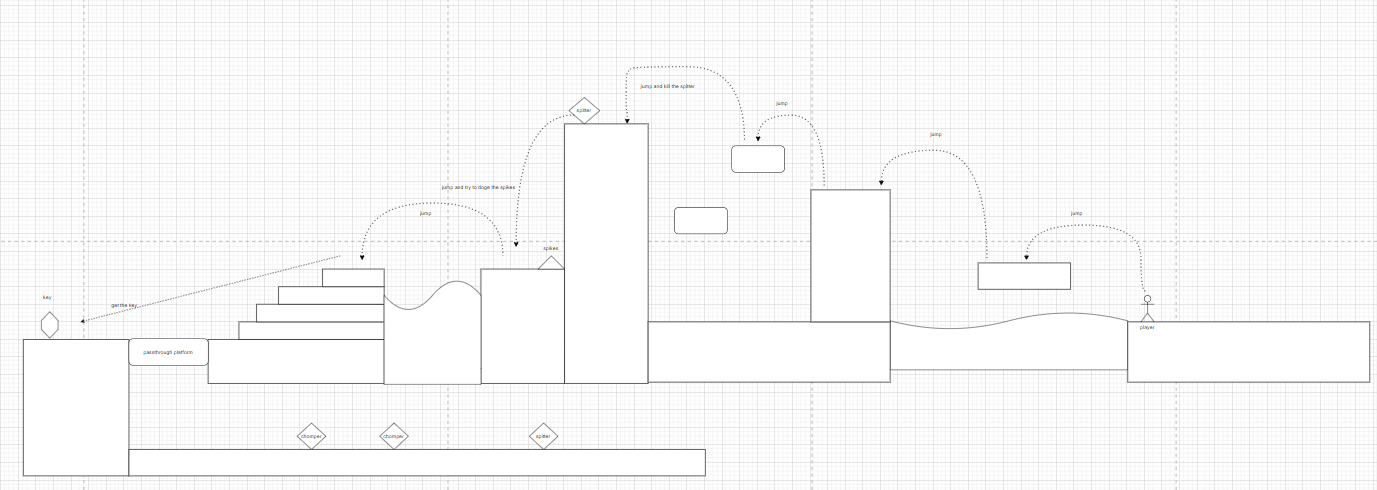 jump and kill the spitter
jump
spitter
jump
jump and try to doge the spikes
jump
jump
spikes
key
get the key
player
passthrough platform
chomper
chomper
spitter